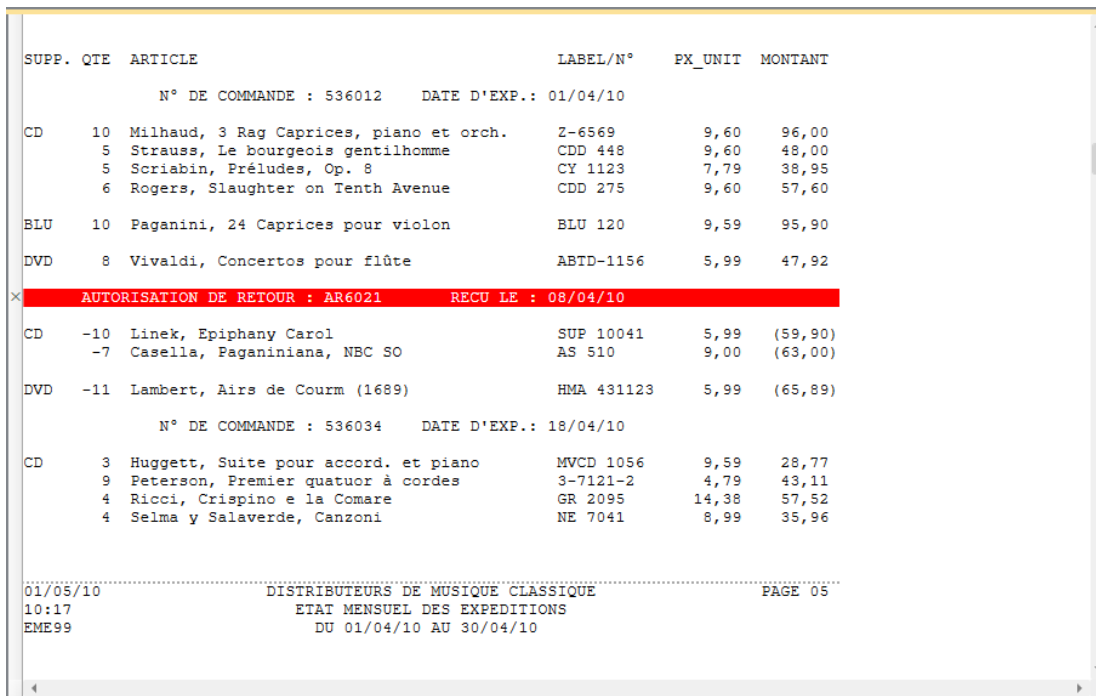 SUPP. QTE ARTICLE LABEL/N° PX_UNIT MONTANT
N° DE COMMANDE : 536012 DATE D'EXP.: 01/04/10
CD 10 Milhaud, 3 Rag Caprices, piano et orch. Z-6569 9,60 96,00
5 Strauss, Le bourgeois gentilhomme CDD 448 9,60 48,00
5 Scriabin, Préludes, Op. 8 CY 1123 7,79 38,95
6 Rogers, Slaughter on Tenth Avenue CDD 275 9,60 57,60
BLU 10 Paganini, 24 Caprices pour violon BLU 120 9,59 95,90
DVD 8 Vivaldi, Concertos pour flûte ABTD-1156 5,99 47,92
AUTORISATION DE RETOUR : AR6021 RECU LE : 08/04/10
CD -10 Linek, Epiphany Carol SUP 10041 5,99 (59,90)
-7 Casella, Paganiniana, NBC SO AS 510 9,00 (63,00)
DVD -11 Lambert, Airs de Courm (1689) HMA 431123 5,99 (65,89)
N° DE COMMANDE : 536034 DATE D'EXP.: 18/04/10
CD 3 Huggett, Suite pour accord. et piano MVCD 1056 9,59 28,77
9 Peterson, Premier quatuor à cordes 3-7121-2 4,79 43,11
4 Ricci, Crispino e la Comare GR 2095 14,38 57,52
4 Selma y Salaverde, Canzoni NE 7041 8,99 35,96
01/05/10 DISTRIBUTEURS DE MUSIQUE CLASSIQUE PAGE 05
10:17 ETAT MENSUEL DES EXPEDITIONS
EME99 DU 01/04/10 AU 30/04/10